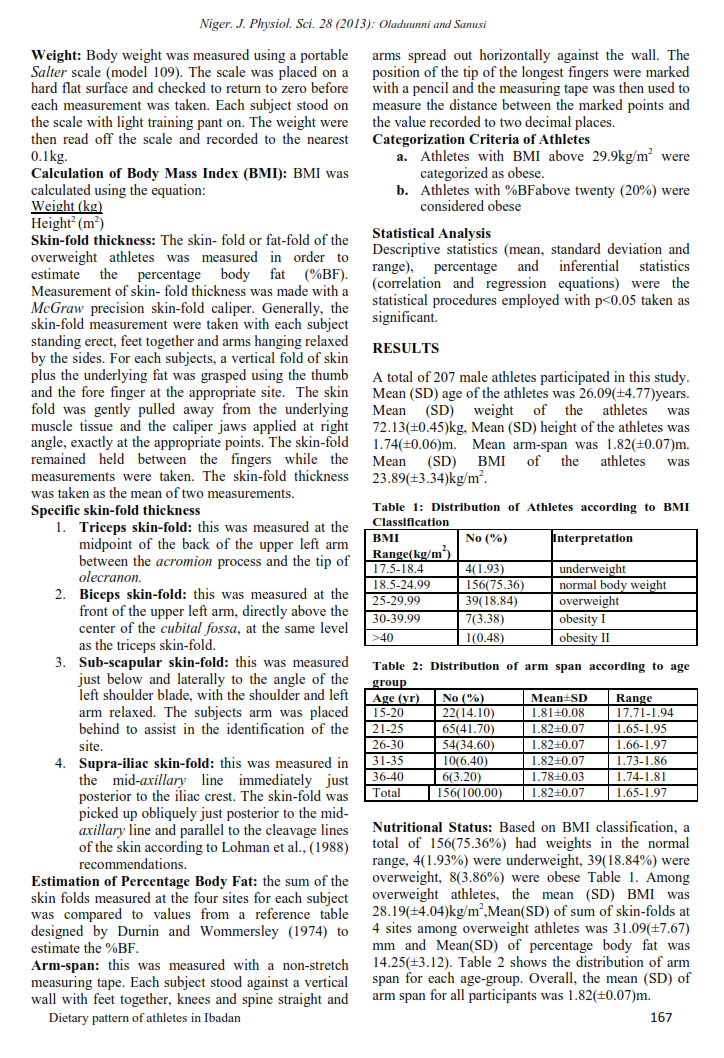 Niger. J. Physiol. Sci. 28 (2013): Oladuunni and Sanusi
Weight: Body weight was measured using a portable
Salter scale (model 109). The scale was placed on a
hard flat surface and checked to return to zero before
each measurement was taken. Each subject stood on
the scale with light training pant on. The weight were
then read off the scale and recorded to the nearest
0.1kg.
Calculation of Body Mass Index (BMI): BMI was
calculated using the equation:
Weight (kg)
Height² (m²)
Skin-fold thickness: The skin- fold or fat-fold of the
overweight athletes was measured in order to
estimate the percentage body fat (%BF).
Measurement of skin- fold thickness was made with a
McGraw precision skin-fold caliper. Generally, the
skin-fold measurement were taken with each subject
standing erect, feet together and arms hanging relaxed
by the sides. For each subjects, a vertical fold of skin
plus the underlying fat was grasped using the thumb
and the fore finger at the appropriate site. The skin
fold was gently pulled away from the underlying
muscle tissue and the caliper jaws applied at right
angle, exactly at the appropriate points. The skin-fold
remained held between the fingers while the
measurements were taken. The skin-fold thickness
was taken as the mean of two measurements.
Specific skin-fold thickness
1. Triceps skin-fold: this was measured at the
midpoint of the back of the upper left arm
between the acromion process and the tip of
olecranon.
2. Biceps skin-fold: this was measured at the
front of the upper left arm, directly above the
center of the cubital fossa, at the same level
as the triceps skin-fold.
3. Sub-scapular skin-fold: this was measured
just below and laterally to the angle of the
left shoulder blade, with the shoulder and left
arm relaxed. The subjects arm was placed
behind to assist in the identification of the
site.
4. Supra-iliac skin-fold: this was measured in
the mid-axillary line immediately just
posterior to the iliac crest. The skin-fold was
picked up obliquely just posterior to the mid-
axillary line and parallel to the cleavage lines
of the skin according to Lohman et al., (1988)
recommendations.
Estimation of Percentage Body Fat: the sum of the
skin folds measured at the four sites for each subject
was compared to values from a reference table
designed by Durnin and Wommersley (1974) to
estimate the %BF.
Arm-span: this was measured with a non-stretch
measuring tape. Each subject stood against a vertical
wall with feet together, knees and spine straight and
arms spread out horizontally against the wall. The
position of the tip of the longest fingers were marked
with a pencil and the measuring tape was then used to
measure the distance between the marked points and
the value recorded to two decimal places.
Categorization Criteria of Athletes
a. Athletes with BMI above 29.9kg/m² were
categorized as obese.
b. Athletes with %BFabove twenty (20%) were
considered obese
Statistical Analysis
Descriptive statistics (mean, standard deviation and
range), percentage and inferential statistics
(correlation and regression equations) were the
statistical procedures employed with p<0.05 taken as
significant.
RESULTS
A total of 207 male athletes participated in this study.
Mean (SD) age of the athletes was 26.09(±4.77)years.
Mean (SD) weight of the athletes was
72.13(±0.45)kg, Mean (SD) height of the athletes was
1.74(±0.06)m. Mean arm-span was 1.82(±0.07)m.
Mean (SD) BMI of the athletes was
23.89(±3.34)kg/m².
Table 1: Distribution of Athletes according to BMI
Classification
BMI No (%) Interpretation
Range(kg/m²)
17.5-18.4 4(1.93) underweight
18.5-24.99 156(75.36) normal body weight
25-29.99 39(18.84) overweight
30-39.99 7(3.38) obesity I
>40 1(0.48) obesity II
Table 2: Distribution of arm span according to age
group
Age (yr) No (%) Mean±SD Range
15-20 22(14.10) 1.81±0.08 17.71-1.94
21-25 65(41.70) 1.82±0.07 1.65-1.95
26-30 54(34.60) 1.82±0.07 1.66-1.97
31-35 10(6.40) 1.82±0.07 1.73-1.86
36-40 6(3.20) 1.78±0.03 1.74-1.81
Total 156(100.00) 1.82±0.07 1.65-1.97
Nutritional Status: Based on BMI classification, a
total of 156(75.36%) had weights in the normal
range, 4(1.93%) were underweight, 39(18.84%) were
overweight, 8(3.86%) were obese Table 1. Among
overweight athletes, the mean (SD) BMI was
28.19(±4.04)kg/m²,Mean(SD) of sum of skin-folds at
4 sites among overweight athletes was 31.09(±7.67)
mm and Mean(SD) of percentage body fat was
14.25(±3.12). Table 2 shows the distribution of arm
span for each age-group. Overall, the mean (SD) of
arm span for all participants was 1.82(±0.07)m.
Dietary pattern of athletes in Ibadan 167